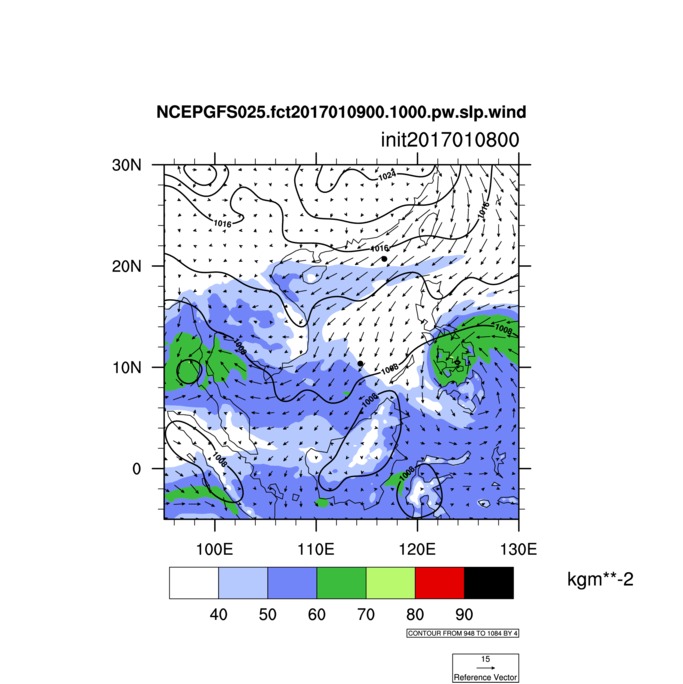 NCEPGFS025.fct2017010900.1000.pw.slp.wind
init2017010800
30N
1024
1016
1016
1016
20N
1008
1008
10N
1008
1008
1008
1008
0
100E 110E 120E 130E
kgm**-2
40 50 60 70 80 90
CONTOUR FROM 948 TO 1084 BY 4
15
Reference Vector